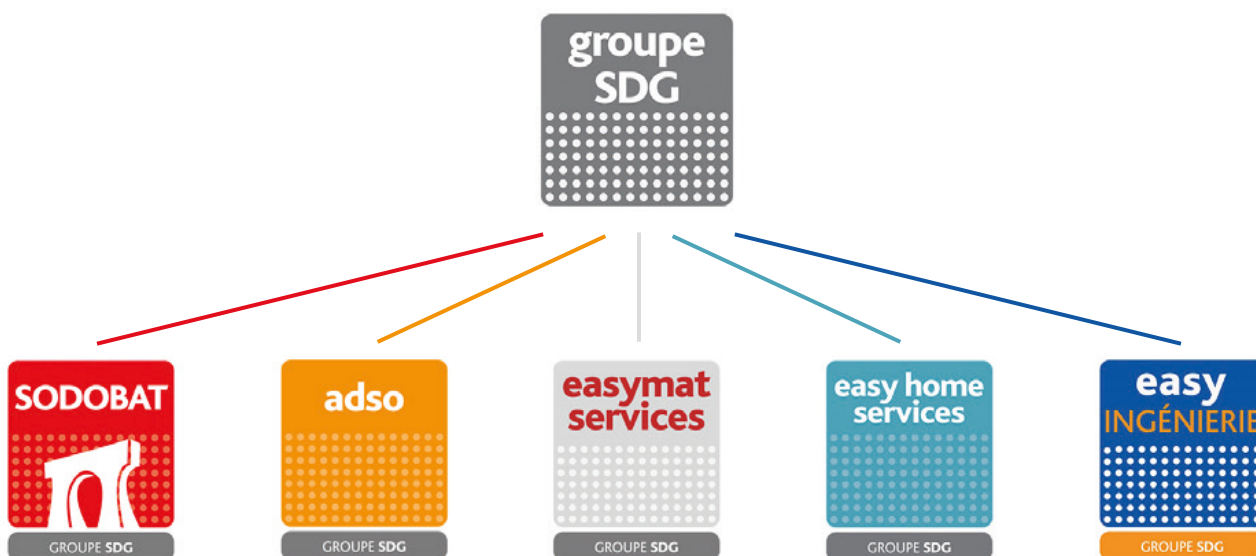 groupe
SDG
SODOBAT
GROUPE SDG
adso
GROUPE SDG
easymat
services
GROUPE SDG
easy home
services
GROUPE SDG
easy
INGÉNIERIE
GROUPE SDG